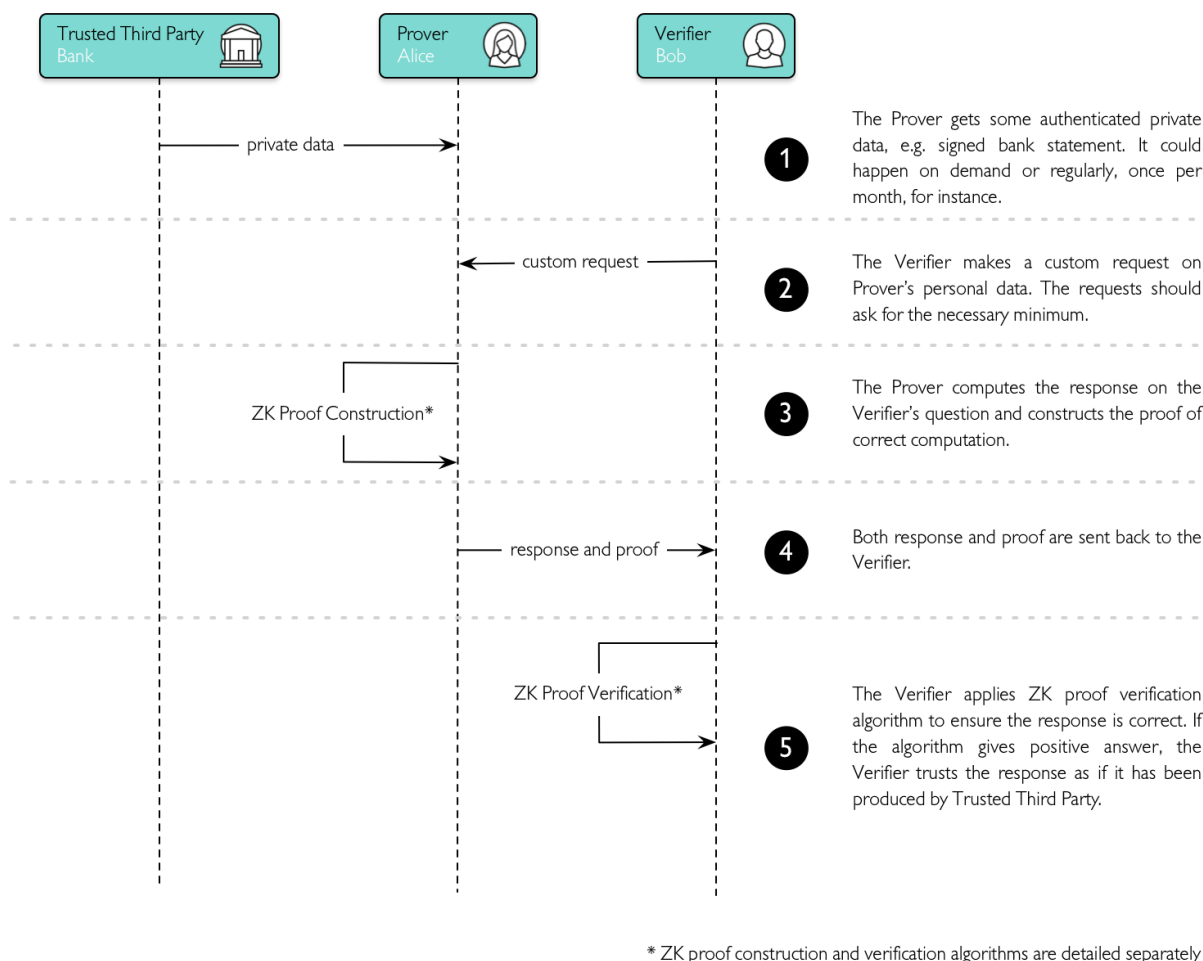 Trusted Third Party
Bank
Prover
Alice
Verifier
Bob
private data
1
The Prover gets some authenticated private
data, e.g. signed bank statement. It could
happen on demand or regularly, once per
month, for instance.
custom request
2
The Verifier makes a custom request on
Prover's personal data. The requests should
ask for the necessary minimum.
ZK Proof Construction*
3
The Prover computes the response on the
Verifier's question and constructs the proof of
correct computation.
response and proof
4
Both response and proof are sent back to the
Verifier.
ZK Proof Verification*
5
The Verifier applies ZK proof verification
algorithm to ensure the response is correct. If
the algorithm gives positive answer, the
Verifier trusts the response as if it has been
produced by Trusted Third Party.
* ZK proof construction and verification algorithms are detailed separately